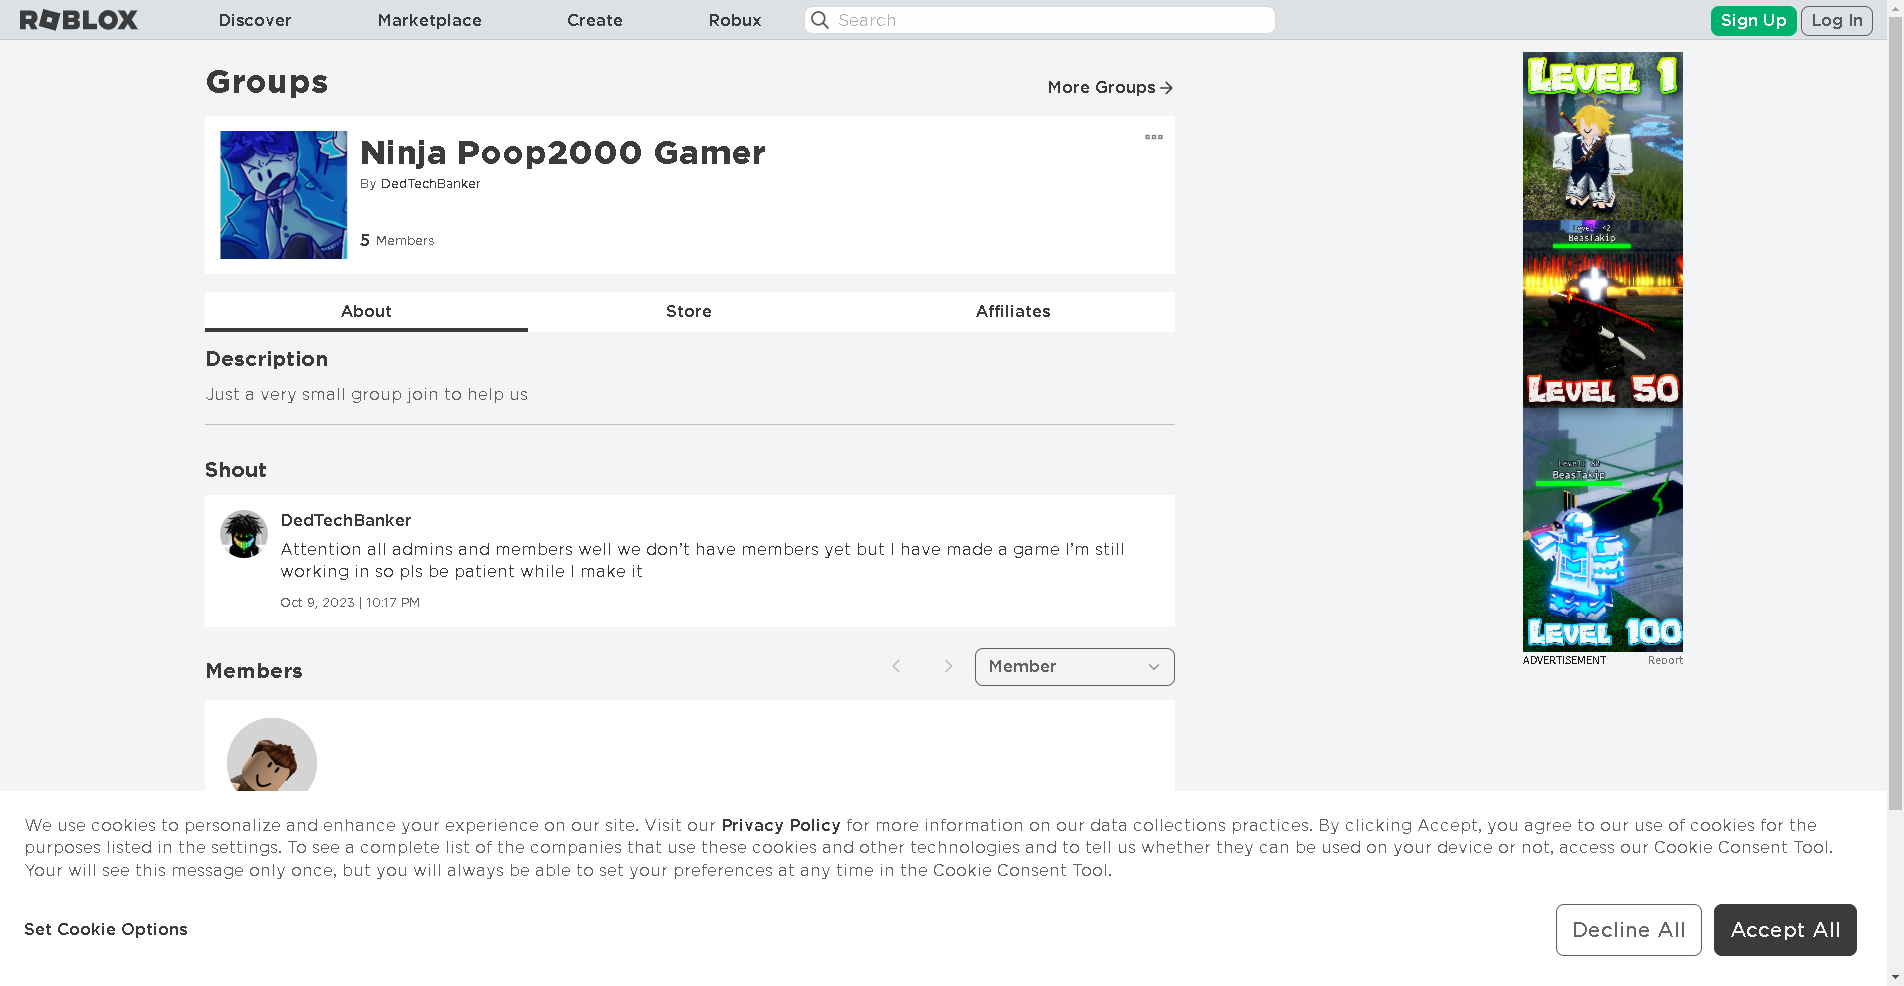 ROBLOX Discover Marketplace Create Robux Search Sign Up Log In
Groups
More Groups
Ninja Poop2000 Gamer
By DedTechBanker
5 Members
About Store Affiliates
Description
Just a very small group join to help us
Shout
DedTechBanker
Attention all admins and members well we don’t have members yet but I have made a game I’m still
working in so pls be patient while I make it
Oct 9, 2023 | 10:17 PM
Members
Member
LEVEL 1
BeasTakip
LEVEL 50
BeasTakip
LEVEL 100
ADVERTISEMENT Report
We use cookies to personalize and enhance your experience on our site. Visit our Privacy Policy for more information on our data collections practices. By clicking Accept, you agree to our use of cookies for the
purposes listed in the settings. To see a complete list of the companies that use these cookies and other technologies and to tell us whether they can be used on your device or not, access our Cookie Consent Tool.
Your will see this message only once, but you will always be able to set your preferences at any time in the Cookie Consent Tool.
Set Cookie Options
Decline All
Accept All